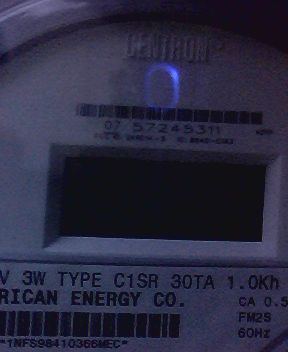 CENTRON
07 57245311
V 3W TYPE C1SR 30TA 1.0Kh
RICAN ENERGY CO.
CA 0.5
FM2S
60Hz
*1NFS98410366MEC*